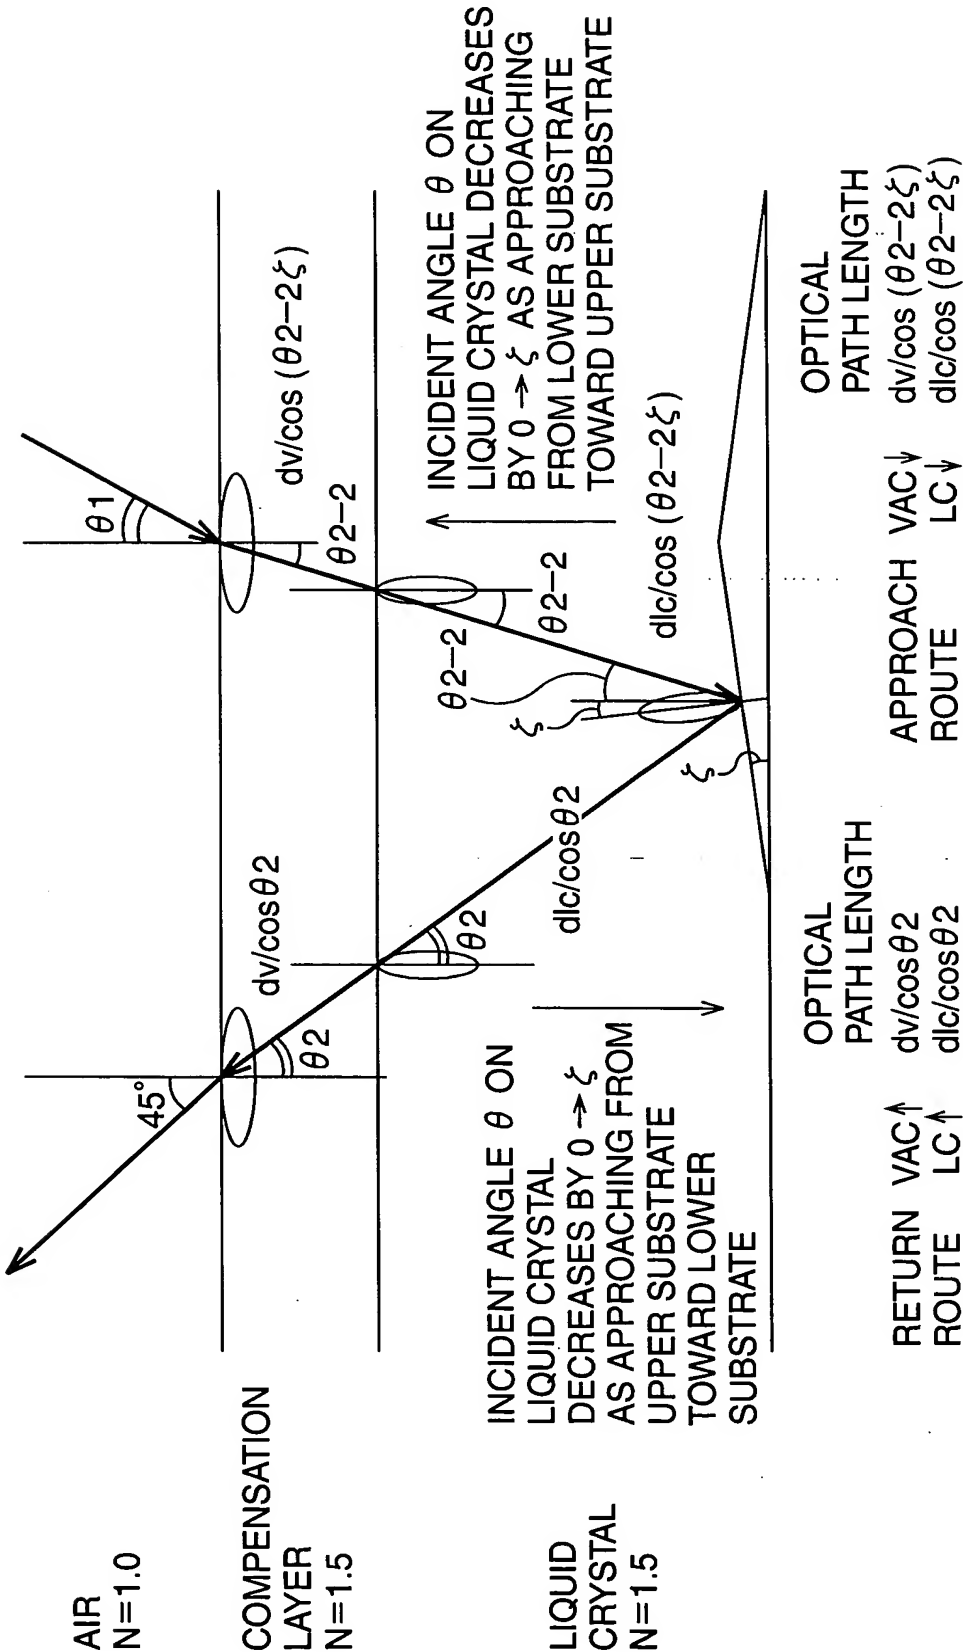 AIR
N=1.0
COMPENSATION
LAYER
N=1.5
LIQUID
CRYSTAL
N=1.5
45°
θ2
dv/cosθ2
θ2
dlc/cosθ2
INCIDENT ANGLE θ ON
LIQUID CRYSTAL
DECREASES BY 0→ζ
AS APPROACHING FROM
UPPER SUBSTRATE
TOWARD LOWER
SUBSTRATE
θ1
dv/cos (θ2−2ζ)
θ2−2
θ2−2
θ2−2
ζ
ζ
dlc/cos (θ2−2ζ)
INCIDENT ANGLE θ ON
LIQUID CRYSTAL DECREASES
BY 0→ζ AS APPROACHING
FROM LOWER SUBSTRATE
TOWARD UPPER SUBSTRATE
OPTICAL
PATH LENGTH
RETURN VAC↑ dv/cosθ2
ROUTE LC↑ dlc/cosθ2
OPTICAL
PATH LENGTH
APPROACH VAC↓ dv/cos (θ2−2ζ)
ROUTE LC↓ dlc/cos (θ2−2ζ)